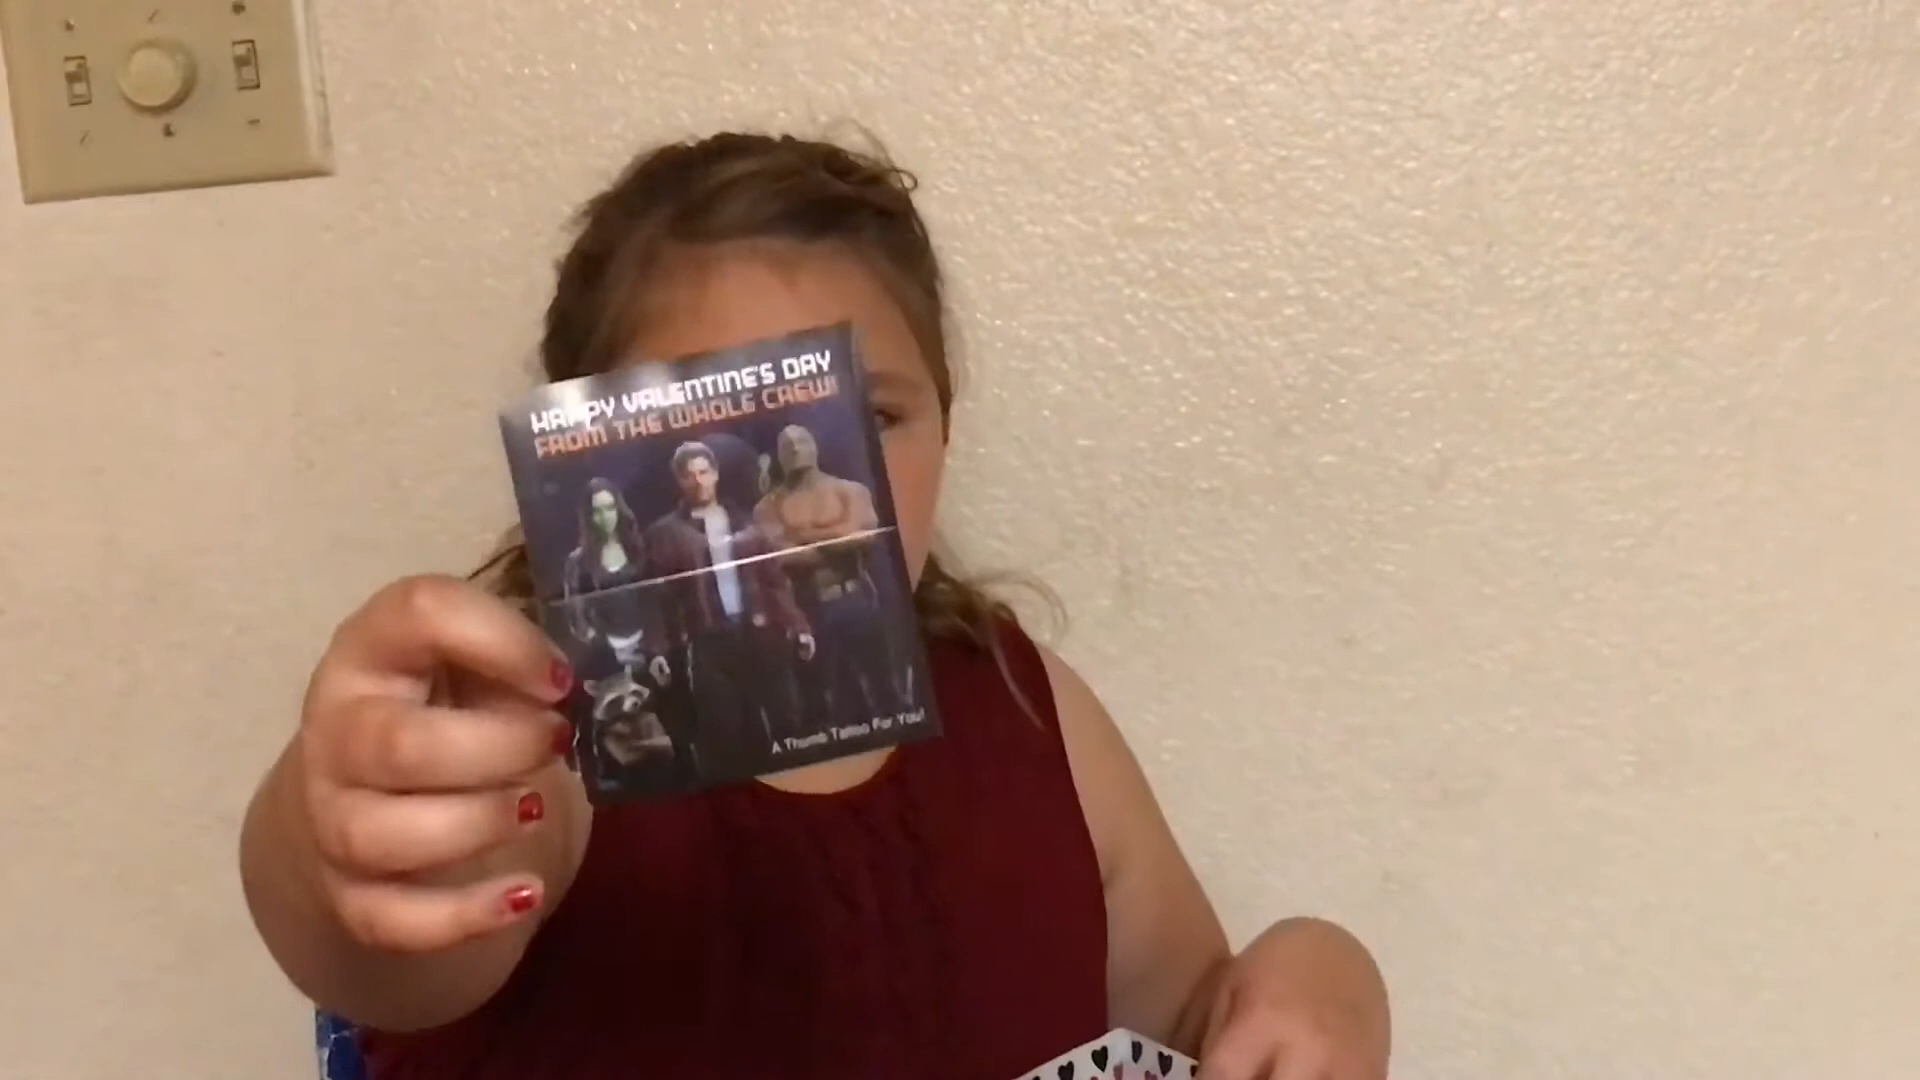 HAPPY VALENTINE'S DAY
FROM THE WHOLE CREW!
A Thumb Tattoo For You!